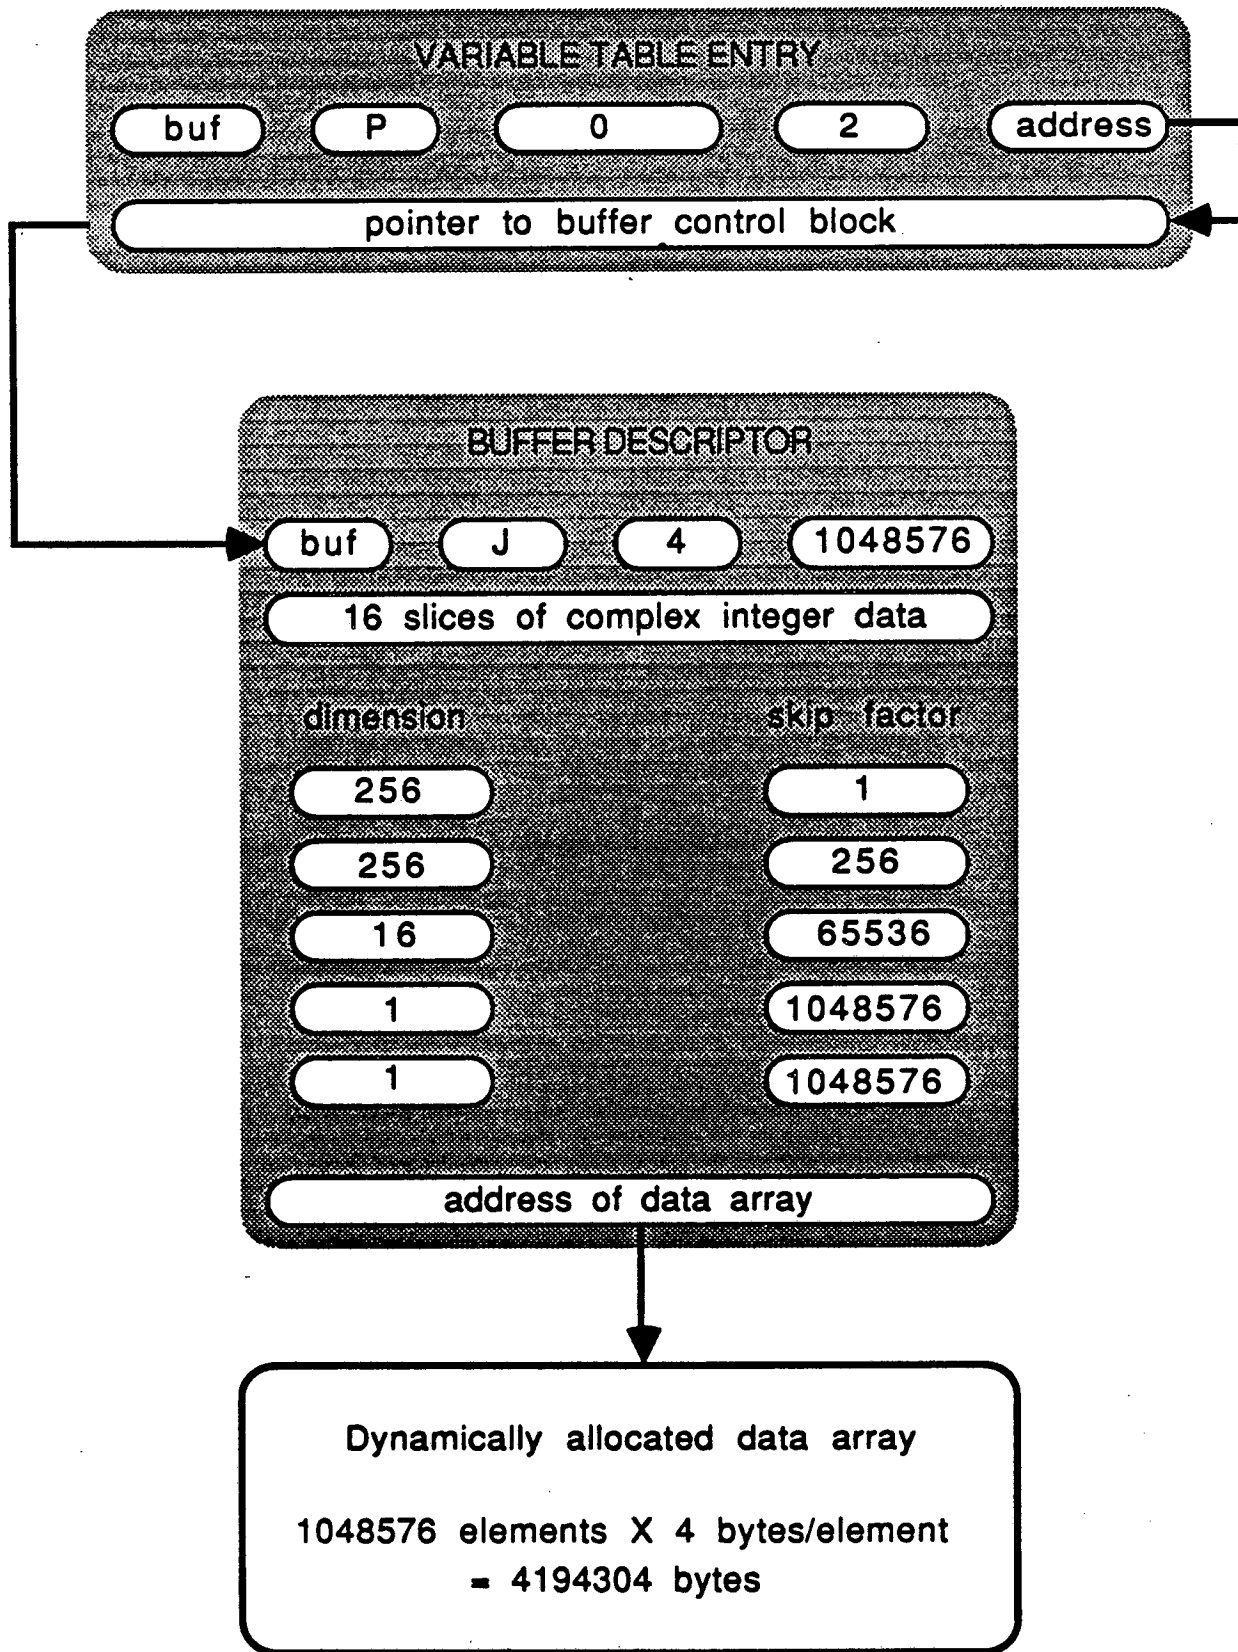 VARIABLE TABLE ENTRY
buf P 0 2 address
pointer to buffer control block
BUFFER DESCRIPTOR
buf J 4 1048576
16 slices of complex integer data
dimension skip factor
256 1
256 256
16 65536
1 1048576
1 1048576
address of data array
Dynamically allocated data array
1048576 elements X 4 bytes/element
= 4194304 bytes